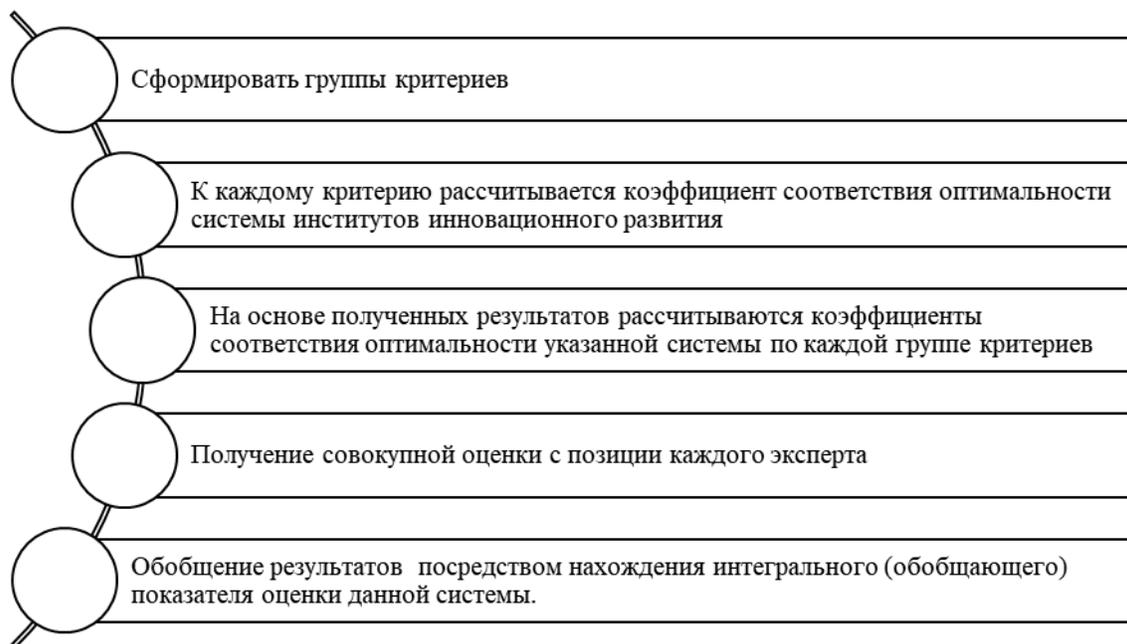 Сформировать группы критериев
К каждому критерию рассчитывается коэффициент соответствия оптимальности
системы институтов инновационного развития
На основе полученных результатов рассчитываются коэффициенты
соответствия оптимальности указанной системы по каждой группе критериев
Получение совокупной оценки с позиции каждого эксперта
Обобщение результатов посредством нахождения интегрального (обобщающего)
показателя оценки данной системы.